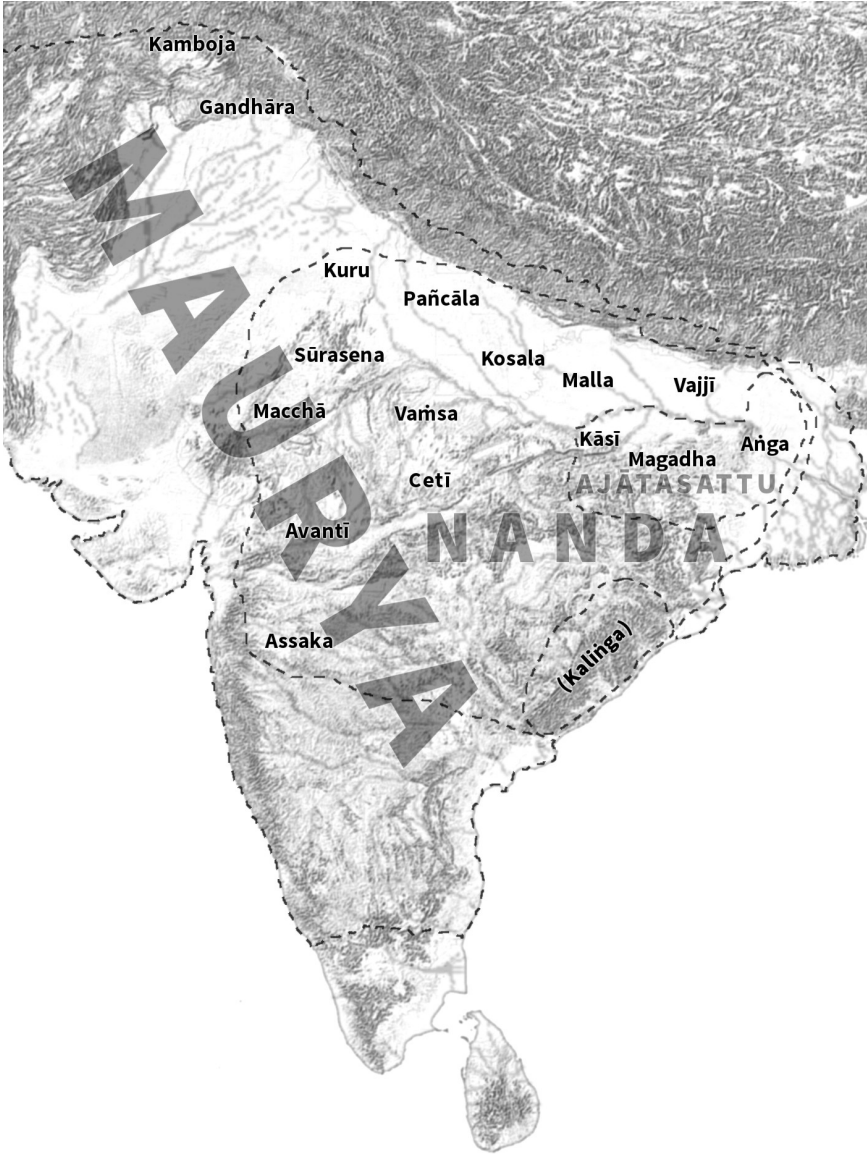 Kamboja
Gandhāra
MAURYA
Kuru
Pañcāla
Sūrasena
Kosala
Malla
Vajjī
Macchā
Vaṁsa
Kāsī
Aṅga
Magadha
Cetī
AJĀTASATTU
Avantī
NANDA
Assaka
(Kaliṅga)